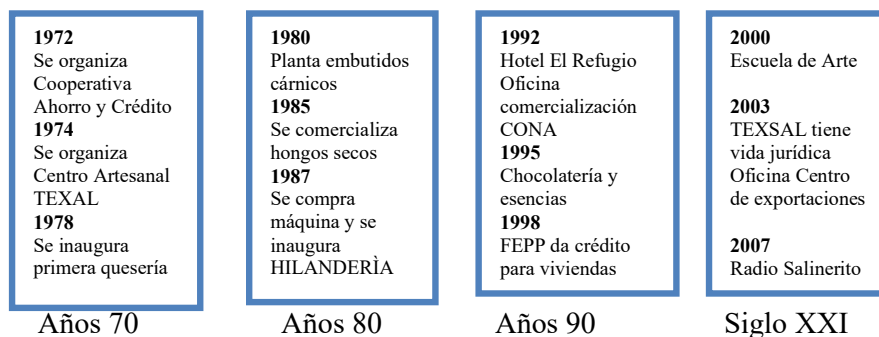 1972
Se organiza
Cooperativa
Ahorro y Crédito
1974
Se organiza
Centro Artesanal
TEXAL
1978
Se inaugura
primera quesería
1980
Planta embutidos
cárnicos
1985
Se comercializa
hongos secos
1987
Se compra
máquina y se
inaugura
HILANDERÌA
1992
Hotel El Refugio
Oficina
comercialización
CONA
1995
Chocolatería y
esencias
1998
FEPP da crédito
para viviendas
2000
Escuela de Arte
2003
TEXSAL tiene
vida jurídica
Oficina Centro
de exportaciones
2007
Radio Salinerito
Años 70
Años 80
Años 90
Siglo XXI